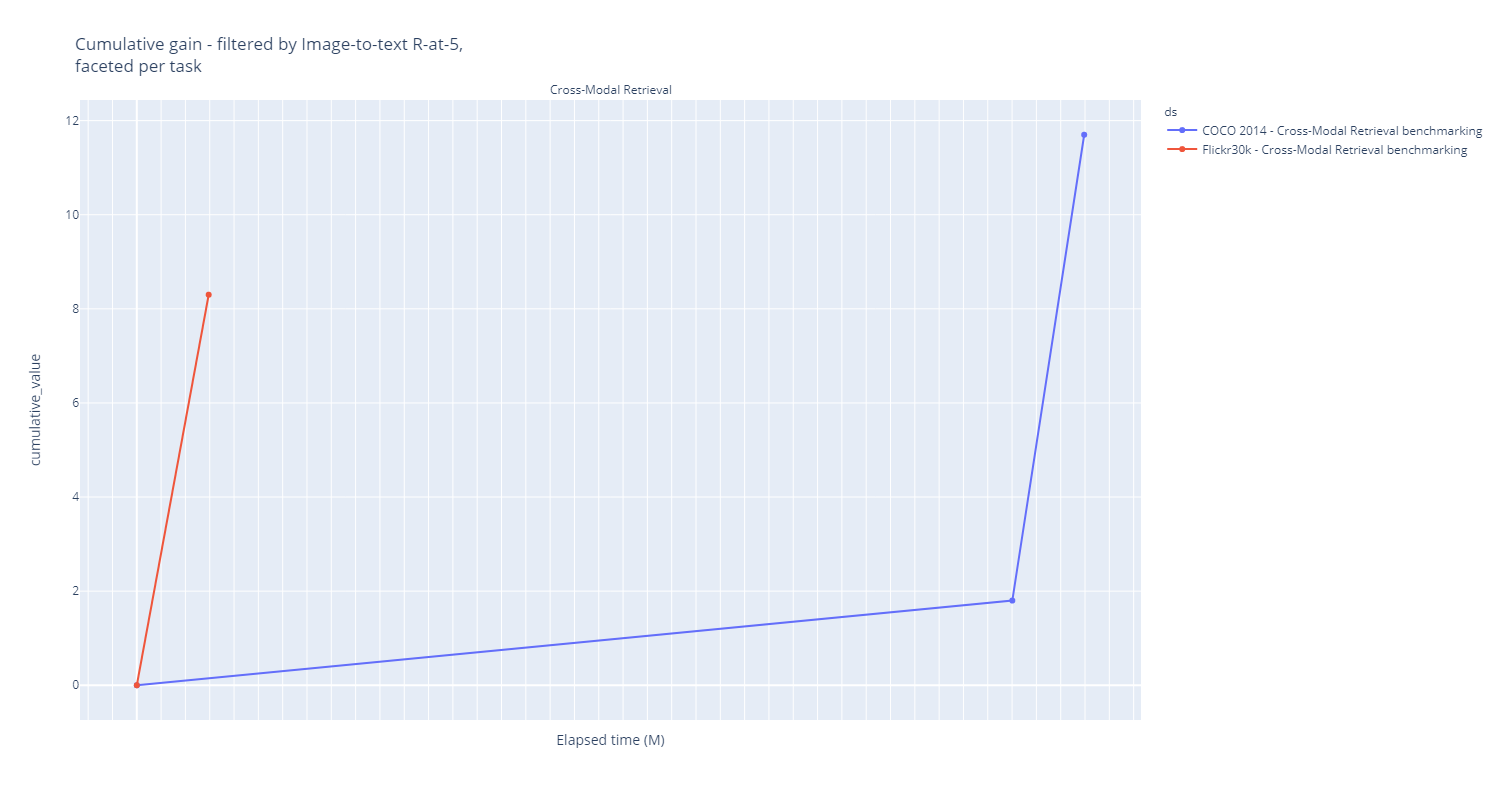 Cumulative gain - filtered by Image-to-text R-at-5,
faceted per task
Cross-Modal Retrieval
ds
COCO 2014 - Cross-Modal Retrieval benchmarking
Flickr30k - Cross-Modal Retrieval benchmarking
12
10
8
6
4
2
0
cumulative_value
Elapsed time (M)